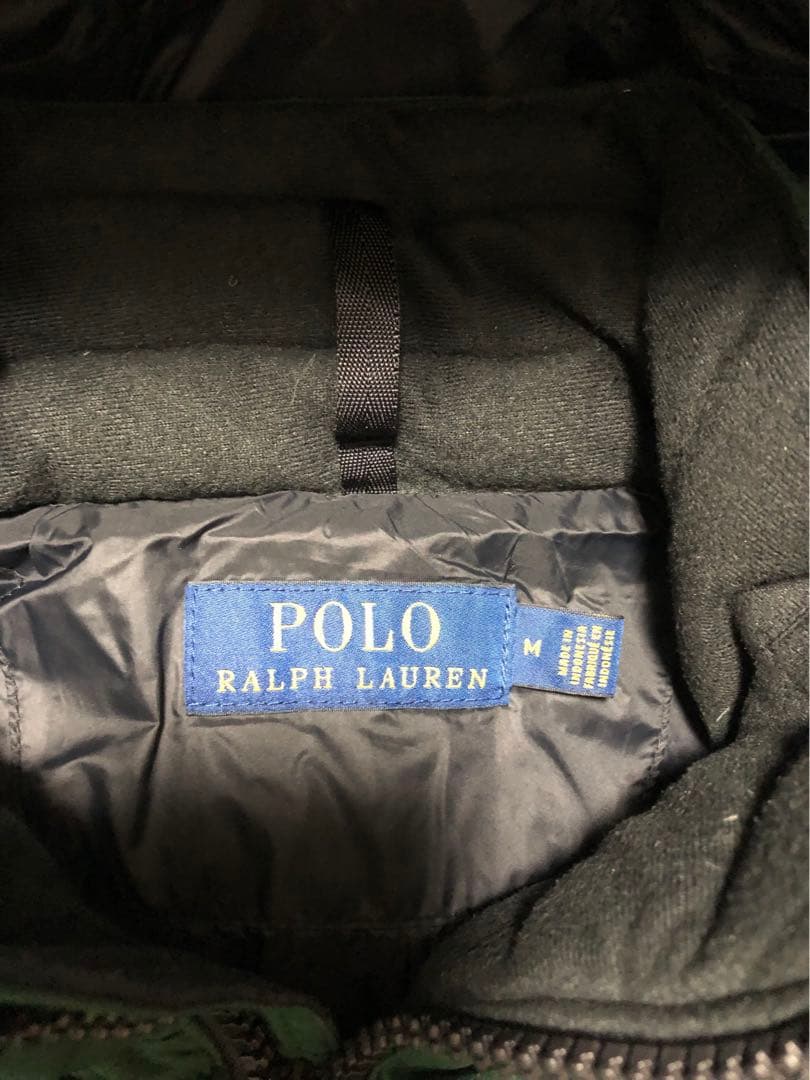 POLO
RALPH LAUREN
M
MADE IN
INDONESIA
FABRIQUÉ EN
INDONÉSIE